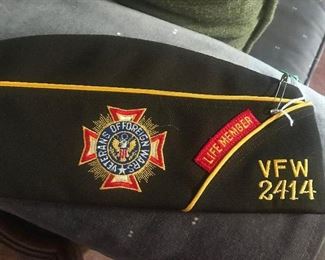 VETERANS OF FOREIGN WARS
LIFE MEMBER
VFW
2414